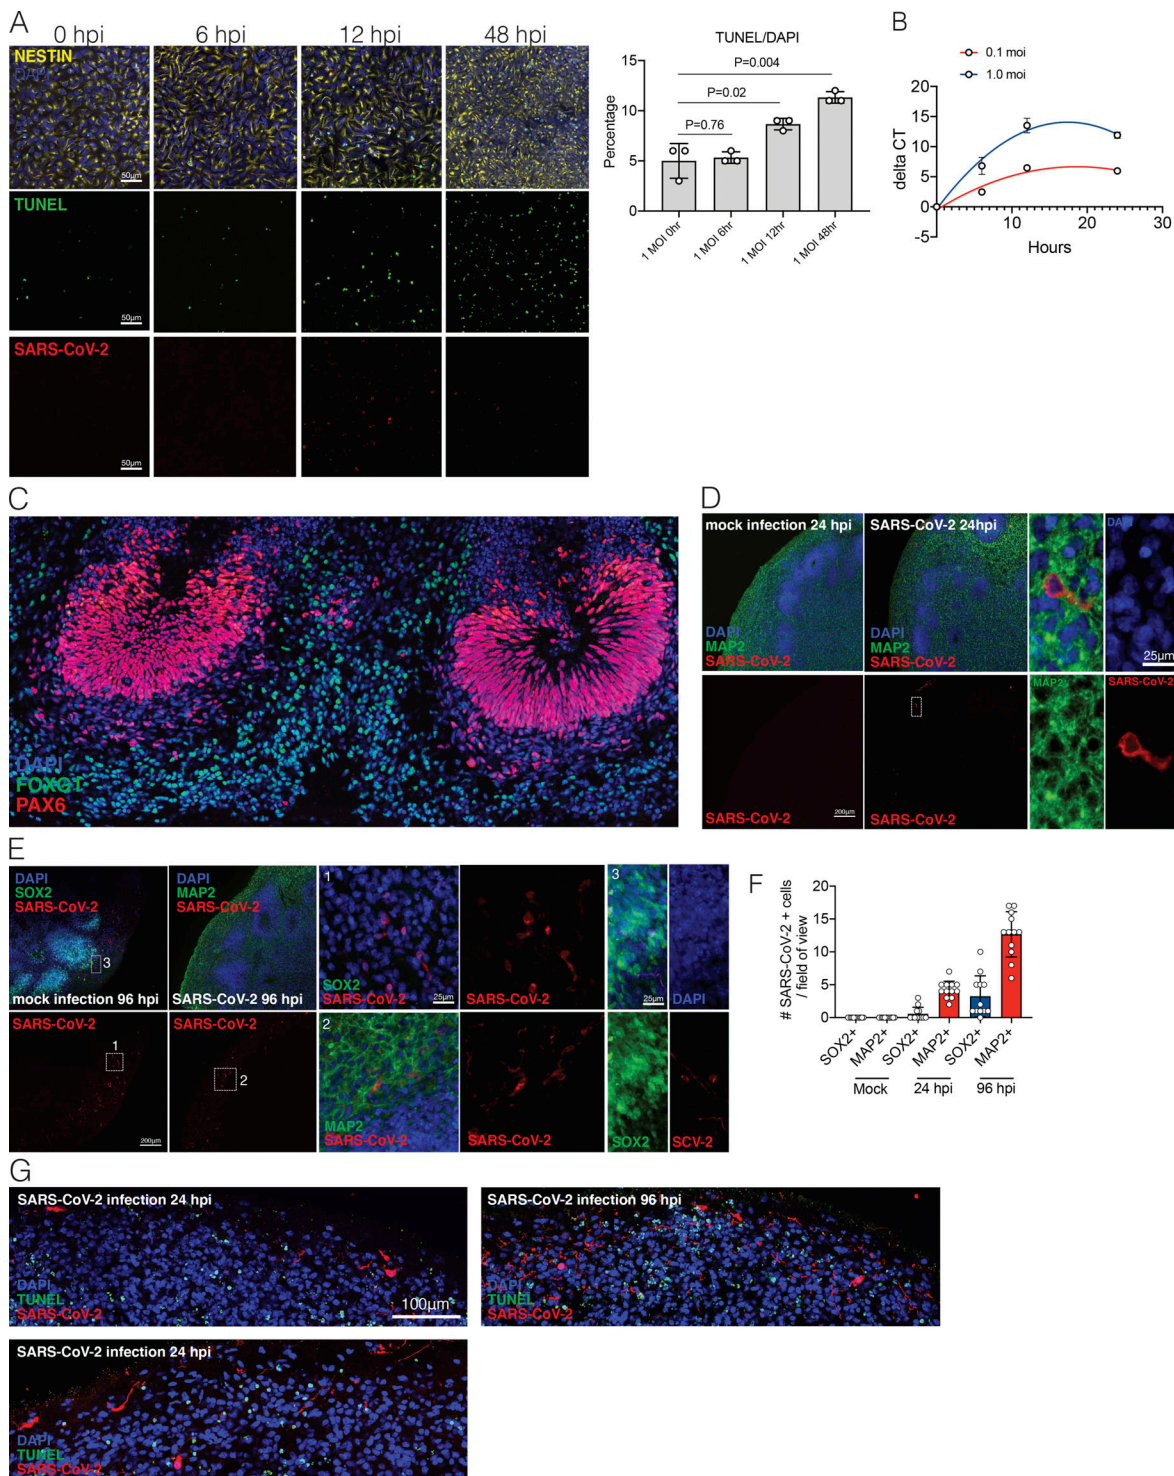 A
0 hpi
6 hpi
12 hpi
48 hpi
NESTIN
DAPI
50µm
TUNEL
50µm
SARS-CoV-2
50µm
TUNEL/DAPI
P=0.004
P=0.02
P=0.76
Percentage
15
10
5
0
1 MOI 0hr
1 MOI 6hr
1 MOI 12hr
1 MOI 48hr
B
0.1 moi
1.0 moi
delta CT
20
15
10
5
0
-5
10
20
30
Hours
C
DAPI
FOXG1
PAX6
D
mock infection 24 hpi
DAPI
MAP2
SARS-CoV-2
SARS-CoV-2 24hpi
DAPI
MAP2
SARS-CoV-2
DAPI
25µm
SARS-CoV-2
200µm
SARS-CoV-2
MAP2
SARS-CoV-2
E
DAPI
SOX2
SARS-CoV-2
3
mock infection 96 hpi
DAPI
MAP2
SARS-CoV-2
SARS-CoV-2 96 hpi
1
SOX2
SARS-CoV-2
25µm
SARS-CoV-2
3
25µm
DAPI
SARS-CoV-2
1
200µm
SARS-CoV-2
2
2
MAP2
SARS-CoV-2
SARS-CoV-2
SOX2
SCV-2
F
# SARS-CoV-2 + cells
/ field of view
20
15
10
5
0
SOX2+
MAP2+
SOX2+
MAP2+
SOX2+
MAP2+
Mock
24 hpi
96 hpi
G
SARS-CoV-2 infection 24 hpi
DAPI
TUNEL
SARS-CoV-2
100µm
SARS-CoV-2 infection 96 hpi
DAPI
TUNEL
SARS-CoV-2
SARS-CoV-2 infection 24 hpi
DAPI
TUNEL
SARS-CoV-2